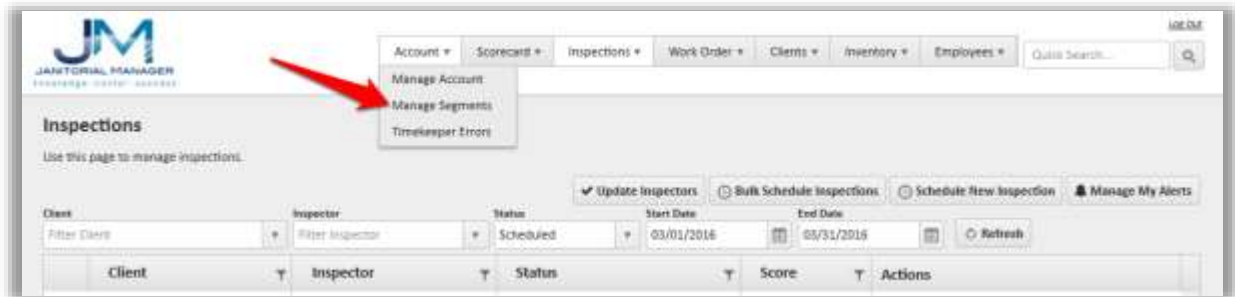 Log Out
JM
JANITORIAL MANAGER
Account Scorecard Inspections Work Order Clients Inventory Employees Quick Search...
Manage Account
Manage Segments
Timekeeper Errors
Inspections
Use this page to manage inspections.
Update Inspectors Bulk Schedule Inspections Schedule New Inspection Manage My Alerts
Client Inspector Status Start Date End Date
Filter Client Filter Inspector Scheduled 03/01/2016 03/31/2016 Refresh
Client Inspector Status Score Actions